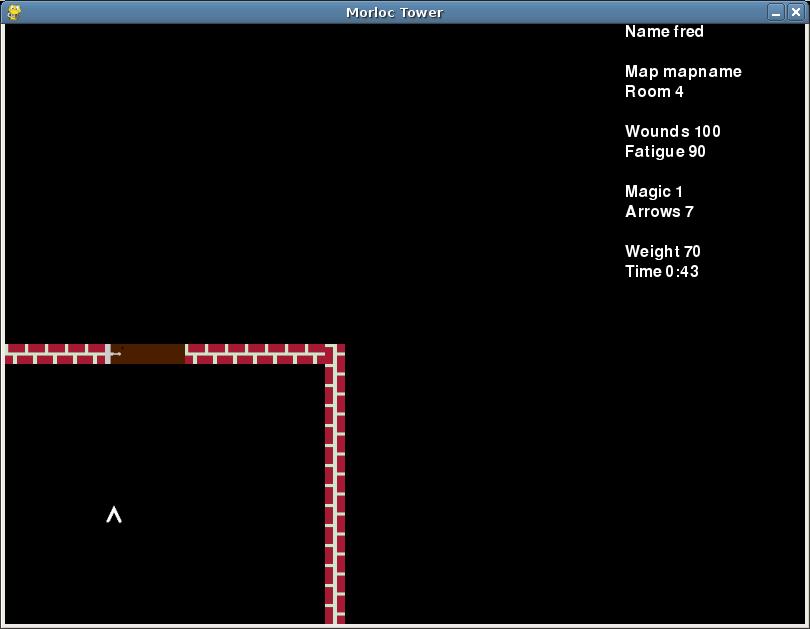 Morloc Tower
Name fred
Map mapname
Room 4
Wounds 100
Fatigue 90
Magic 1
Arrows 7
Weight 70
Time 0:43